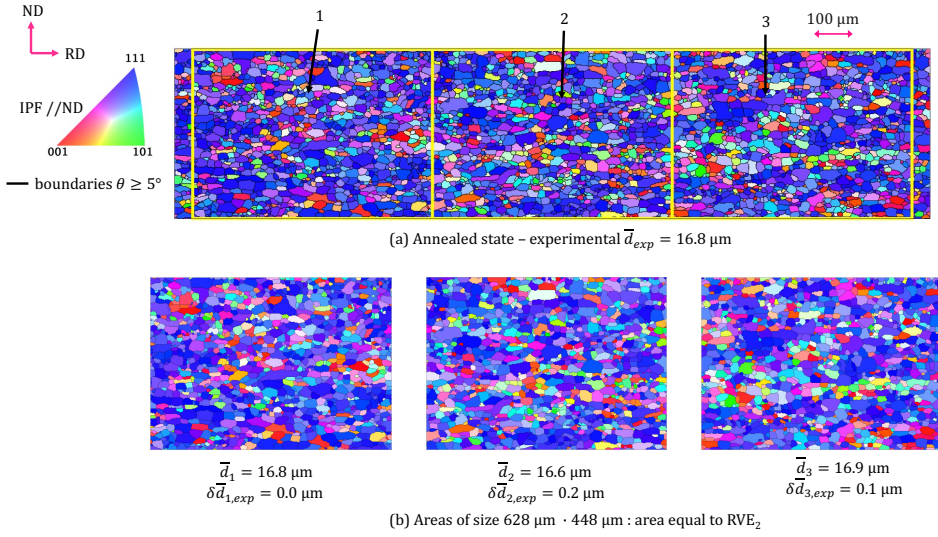 ND
RD
1
2
3
100 μm
111
IPF //ND
001
101
boundaries θ ≥ 5°
(a) Annealed state – experimental d̅exp = 16.8 μm
d̅1 = 16.8 μm
δd̅1,exp = 0.0 μm
d̅2 = 16.6 μm
δd̅2,exp = 0.2 μm
d̅3 = 16.9 μm
δd̅3,exp = 0.1 μm
(b) Areas of size 628 μm · 448 μm : area equal to RVE2